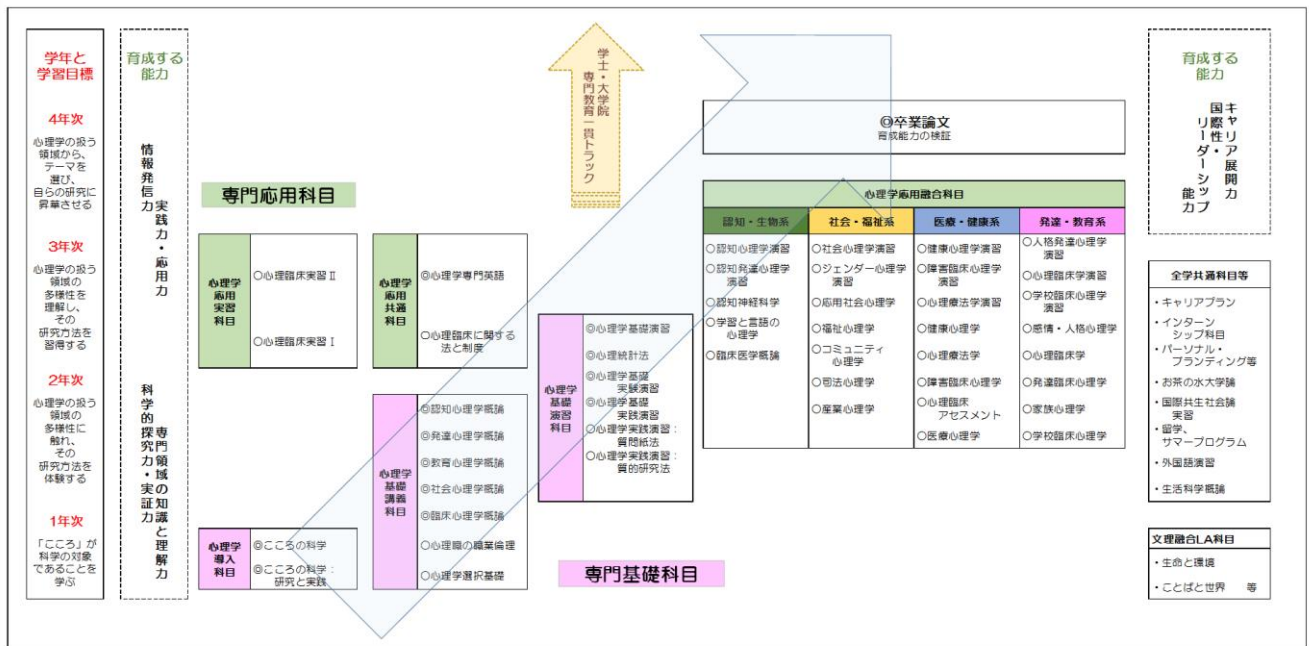 学年と
学習目標
4年次
心理学の扱う
領域から、
テーマを
選び、
自らの研究に
昇華させる
3年次
心理学の扱う
領域の
多様性を
理解し、
その
研究方法を
習得する
2年次
心理学の扱う
領域の
多様性に
触れ、
その
研究方法を
体験する
1年次
「こころ」が
科学の対象
であることを
学ぶ
育成する
能力
実践力・応用力
情報発信力
専門領域の知識と理解力
科学的探究力・実証力
専門応用科目
心理学
応用
実習
科目
○心理臨床実習Ⅱ
○心理臨床実習Ⅰ
心理学
応用
共通
科目
◎心理学専門英語
○心理臨床に関する
法と制度
心理学
導入
科目
◎こころの科学
◎こころの科学：
研究と実践
心理学
基礎
講義
科目
◎認知心理学概論
◎発達心理学概論
◎教育心理学概論
◎社会心理学概論
◎臨床心理学概論
○心理職の職業倫理
○心理学選択基礎
学士・大学院
専門教育一貫トラック
心理学
基礎
演習
科目
◎心理学基礎演習
◎心理統計法
◎心理学基礎
実験演習
◎心理学基礎
実践演習
○心理学実践演習：
質問紙法
○心理学実践演習：
質的研究法
専門基礎科目
◎卒業論文
育成能力の検証
心理学応用融合科目
認知・生物系
○認知心理学演習
○認知発達心理学
演習
○認知神経科学
○学習と言語の
心理学
○臨床医学概論
社会・福祉系
○社会心理学演習
○ジェンダー心理学
演習
○応用社会心理学
○福祉心理学
○コミュニティ
心理学
○司法心理学
○産業心理学
医療・健康系
○健康心理学演習
○障害臨床心理学
演習
○心理療法学演習
○健康心理学
○心理療法学
○障害臨床心理学
○心理臨床
アセスメント
○医療心理学
発達・教育系
○人格発達心理学
演習
○心理臨床学演習
○学校臨床心理学
演習
○感情・人格心理学
○心理臨床学
○発達臨床心理学
○家族心理学
○学校臨床心理学
育成する
能力
キャリア展開力
国際性・
リーダーシップ
能力
全学共通科目等
・キャリアプラン
・インターン
シップ科目
・パーソナル・
ブランディング等
・お茶の水大学論
・国際共生社会論
実習
・留学、
サマープログラム
・外国語演習
・生活科学概論
文理融合LA科目
・生命と環境
・ことばと世界　等